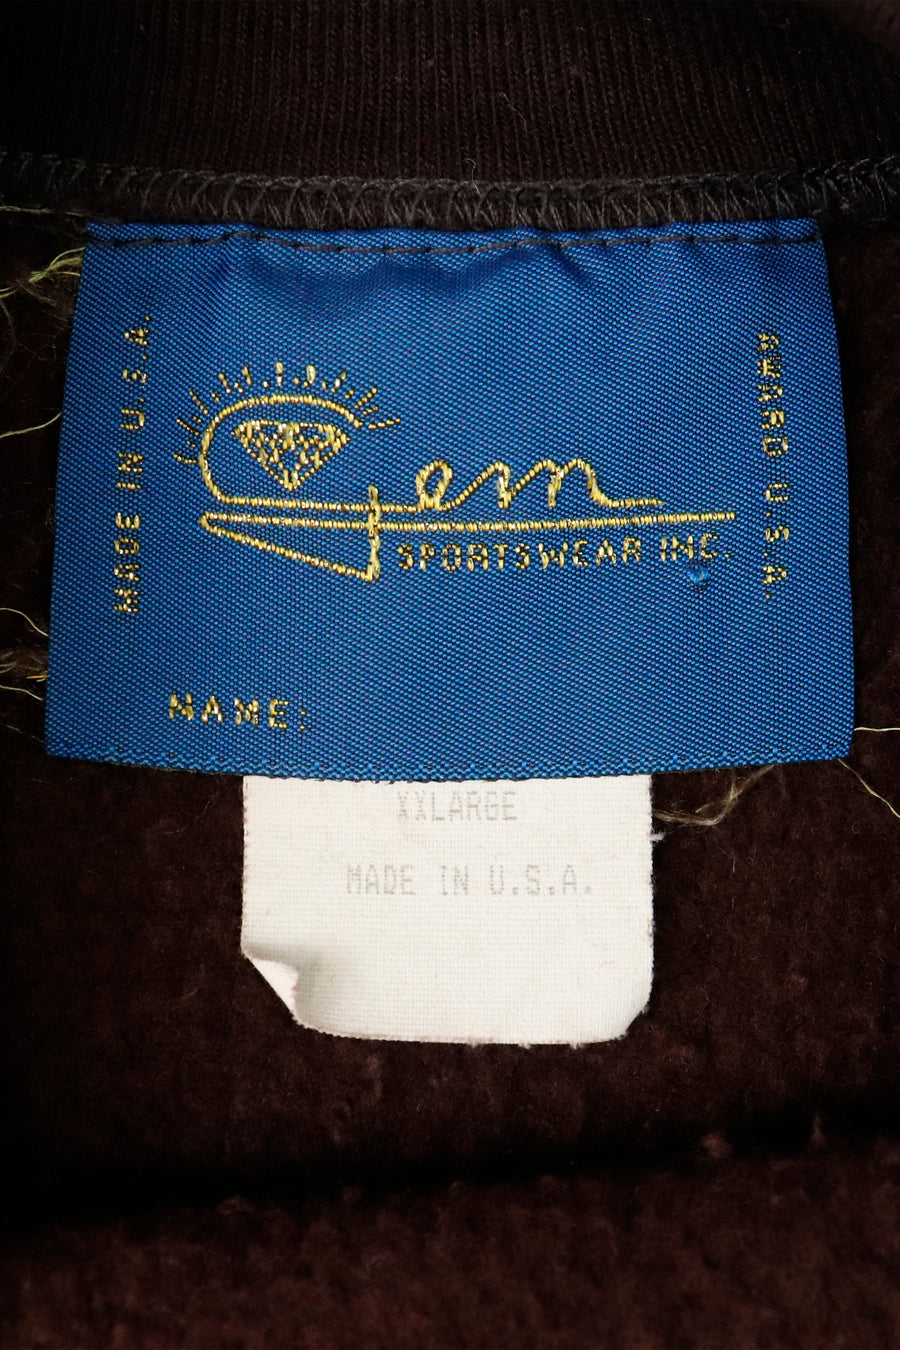 MADE IN U.S.A.
Gem
SPORTSWEAR INC.
AWARD U.S.A.
NAME:
XXLARGE
MADE IN U.S.A.